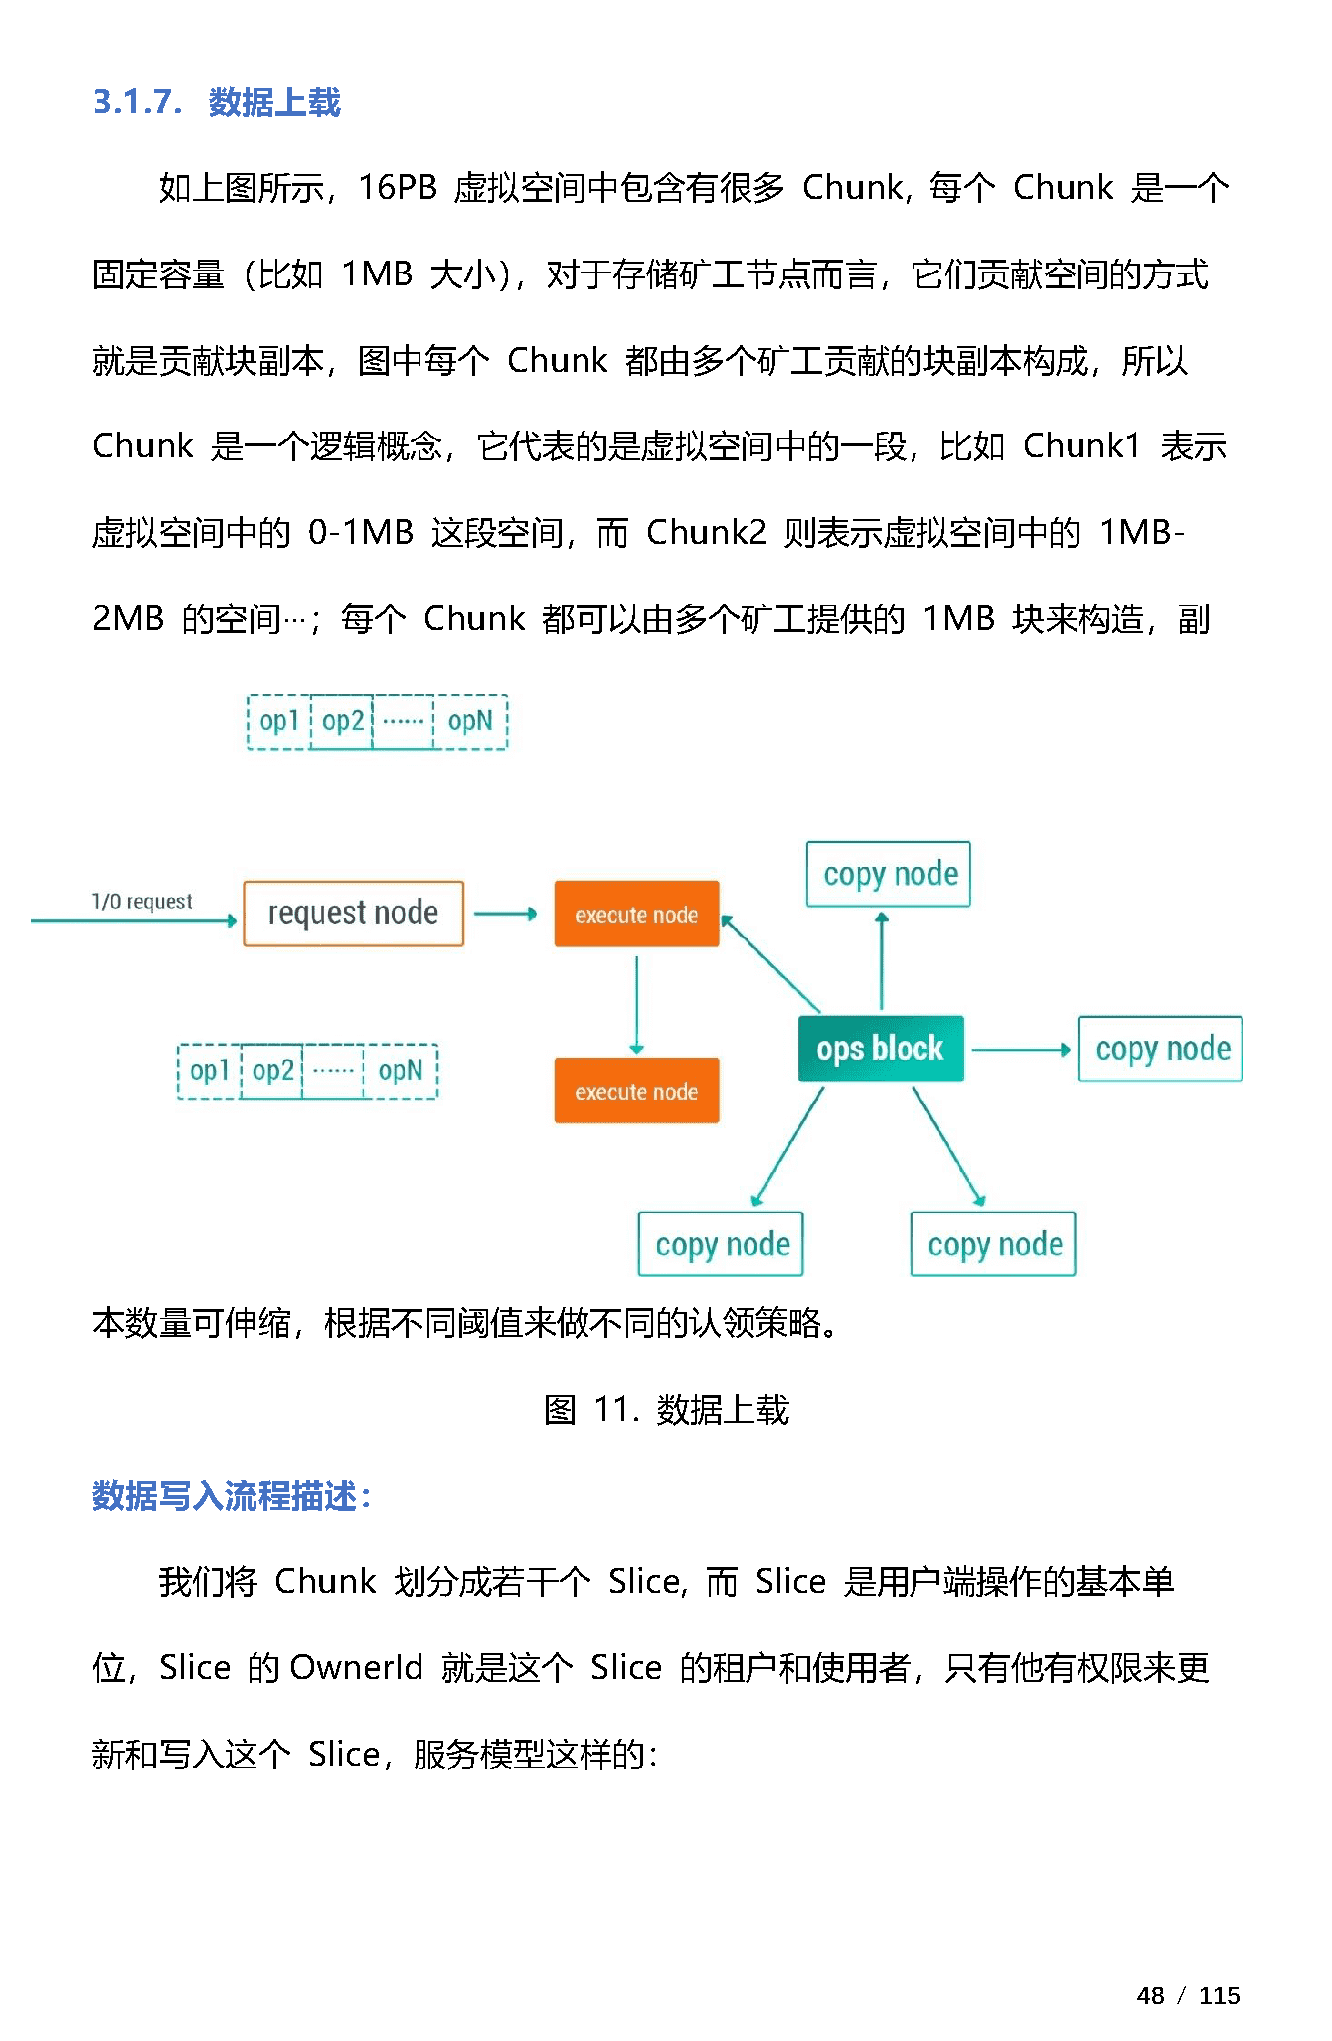 3.1.7. 数据上载
如上图所示，16PB 虚拟空间中包含有很多 Chunk, 每个 Chunk 是一个
固定容量（比如 1MB 大小），对于存储矿工节点而言，它们贡献空间的方式
就是贡献块副本，图中每个 Chunk 都由多个矿工贡献的块副本构成，所以
Chunk 是一个逻辑概念，它代表的是虚拟空间中的一段，比如 Chunk1 表示
虚拟空间中的 0-1MB 这段空间，而 Chunk2 则表示虚拟空间中的 1MB-
2MB 的空间…；每个 Chunk 都可以由多个矿工提供的 1MB 块来构造，副
op1 op2 ...... opN
copy node
1/0 request
request node
execute node
ops block
copy node
op1 op2 ...... opN
execute node
copy node
copy node
本数量可伸缩，根据不同阈值来做不同的认领策略。
图 11. 数据上载
数据写入流程描述：
我们将 Chunk 划分成若干个 Slice, 而 Slice 是用户端操作的基本单
位，Slice 的 OwnerId 就是这个 Slice 的租户和使用者，只有他有权限来更
新和写入这个 Slice，服务模型这样的：
48 / 115